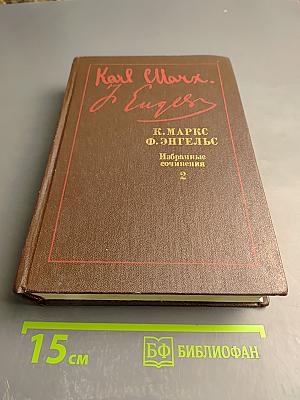 Karl Marx.
F Engels
К. МАРКС
Ф. ЭНГЕЛЬС
Избранные
сочинения
2
15 см
БФ БИБЛИОФАН